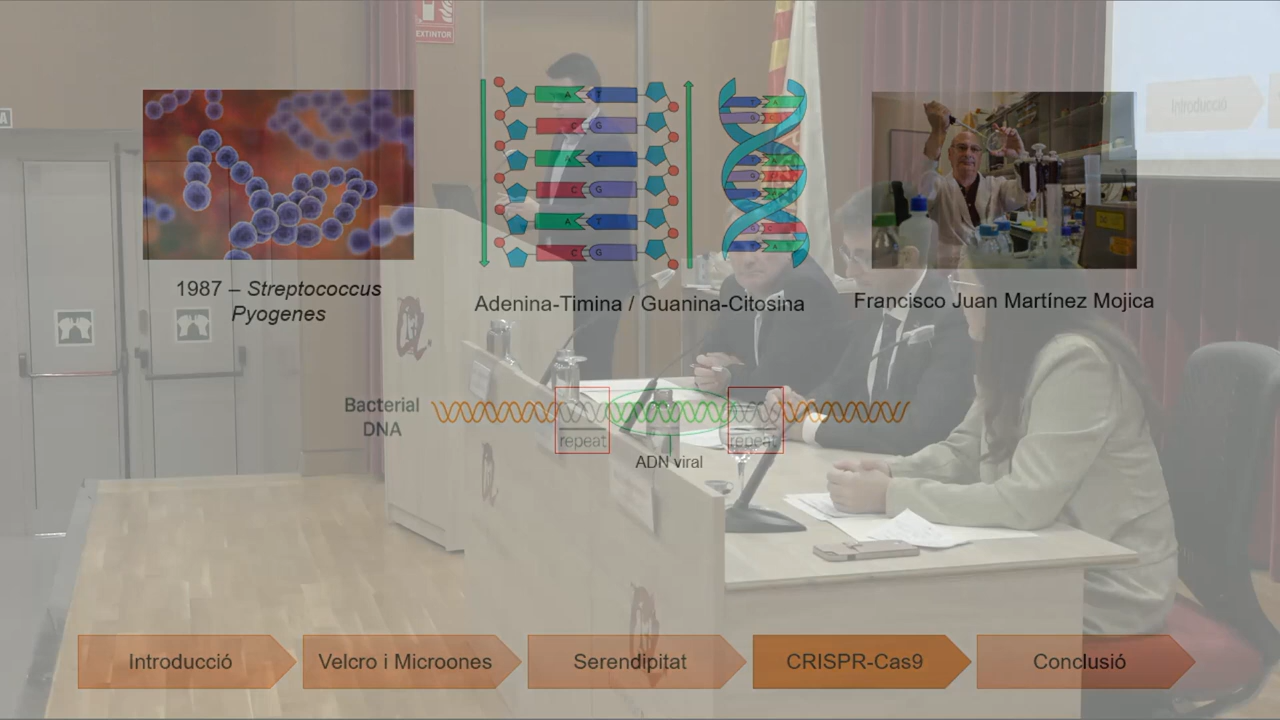 EXTINTOR
A
Introducció
A T
C G
A T
C G
A T
C G
1987 – Streptococcus
Pyogenes
Adenina-Timina / Guanina-Citosina
Francisco Juan Martínez Mojica
Bacterial
DNA
repeat
repeat
ADN viral
Introducció
Velcro i Microones
Serendipitat
CRISPR-Cas9
Conclusió